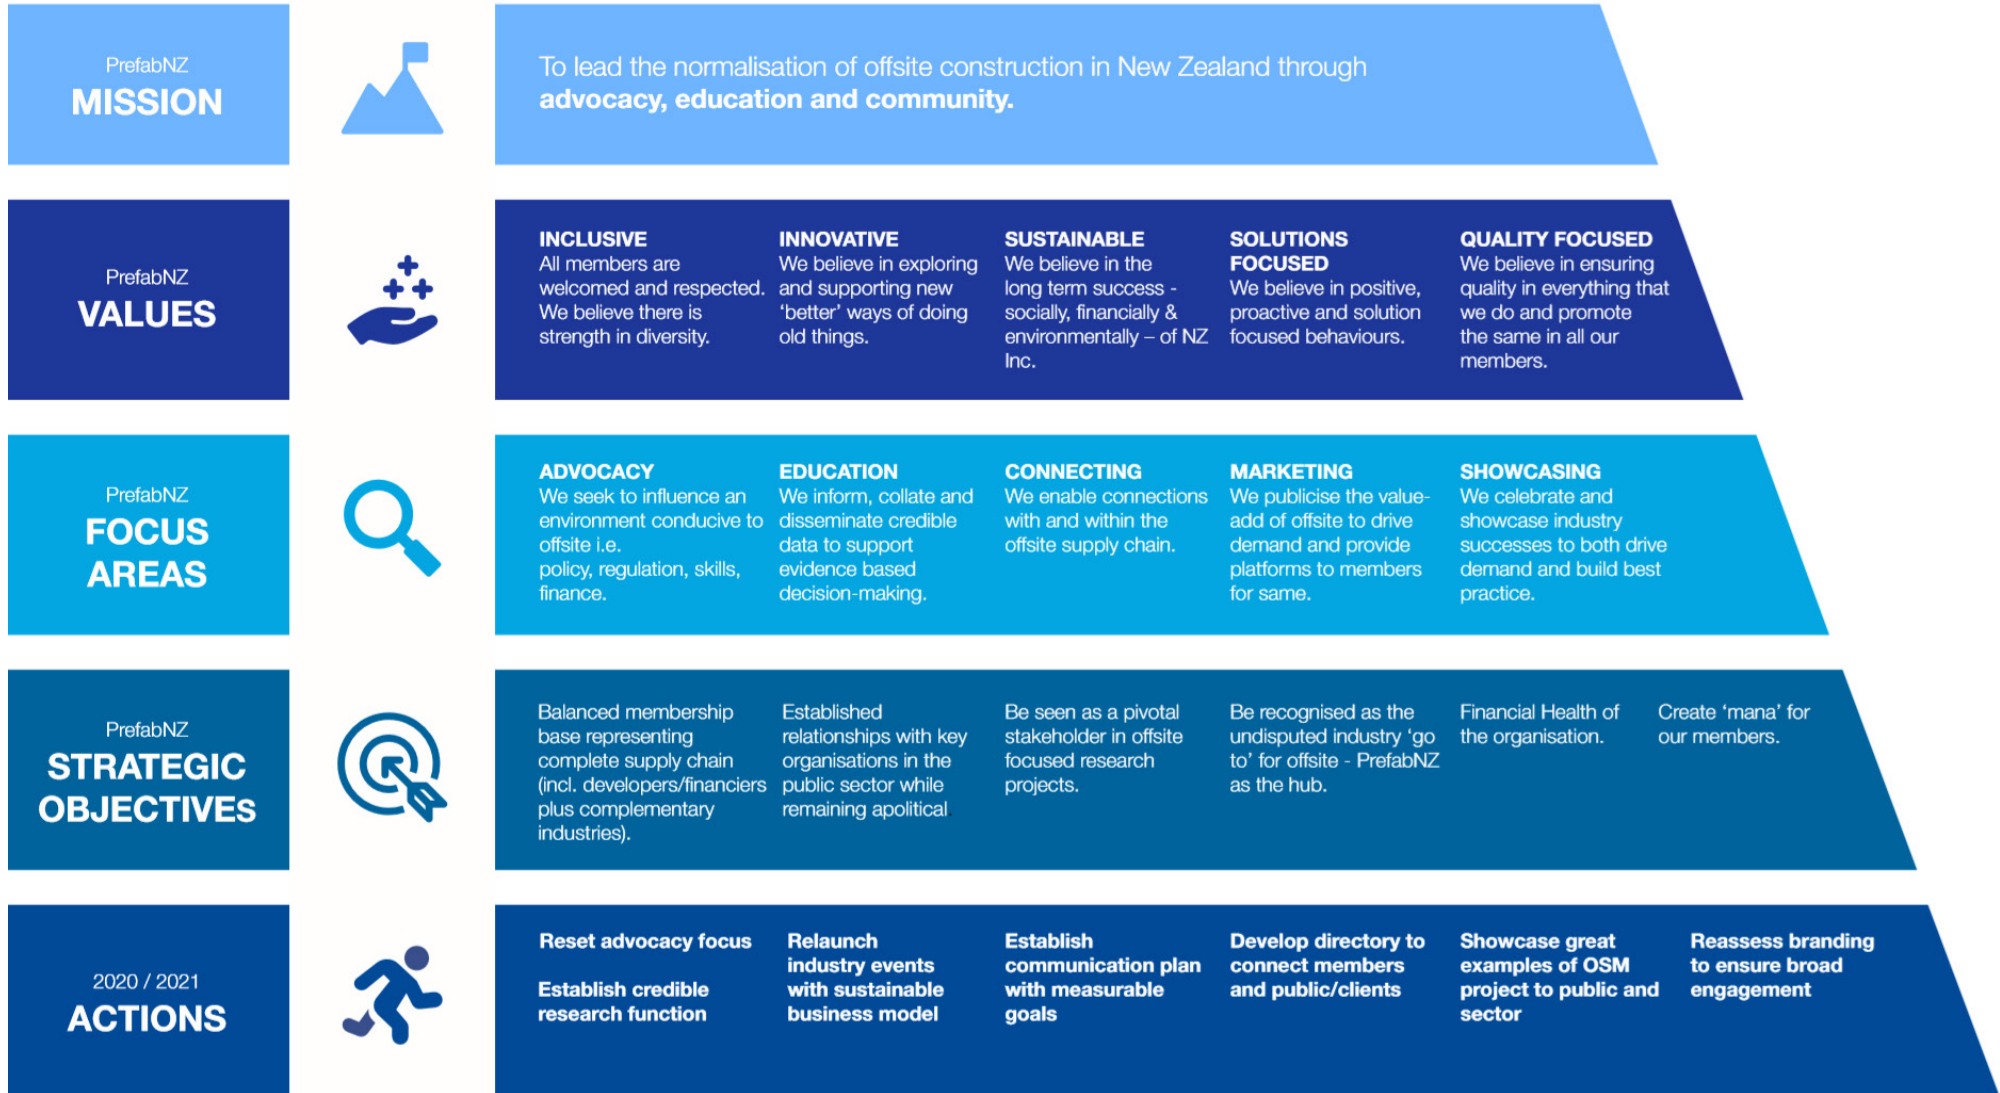 PrefabNZ
MISSION
To lead the normalisation of offsite construction in New Zealand through
advocacy, education and community.
PrefabNZ
VALUES
INCLUSIVE
All members are
welcomed and respected.
We believe there is
strength in diversity.
INNOVATIVE
We believe in exploring
and supporting new
‘better’ ways of doing
old things.
SUSTAINABLE
We believe in the
long term success -
socially, financially &
environmentally – of NZ
Inc.
SOLUTIONS
FOCUSED
We believe in positive,
proactive and solution
focused behaviours.
QUALITY FOCUSED
We believe in ensuring
quality in everything that
we do and promote
the same in all our
members.
PrefabNZ
FOCUS
AREAS
ADVOCACY
We seek to influence an
environment conducive to
offsite i.e.
policy, regulation, skills,
finance.
EDUCATION
We inform, collate and
disseminate credible
data to support
evidence based
decision-making.
CONNECTING
We enable connections
with and within the
offsite supply chain.
MARKETING
We publicise the value-
add of offsite to drive
demand and provide
platforms to members
for same.
SHOWCASING
We celebrate and
showcase industry
successes to both drive
demand and build best
practice.
PrefabNZ
STRATEGIC
OBJECTIVEs
Balanced membership
base representing
complete supply chain
(incl. developers/financiers
plus complementary
industries).
Established
relationships with key
organisations in the
public sector while
remaining apolitical
Be seen as a pivotal
stakeholder in offsite
focused research
projects.
Be recognised as the
undisputed industry ‘go
to’ for offsite - PrefabNZ
as the hub.
Financial Health of
the organisation.
Create ‘mana’ for
our members.
2020 / 2021
ACTIONS
Reset advocacy focus
Establish credible
research function
Relaunch
industry events
with sustainable
business model
Establish
communication plan
with measurable
goals
Develop directory to
connect members
and public/clients
Showcase great
examples of OSM
project to public and
sector
Reassess branding
to ensure broad
engagement